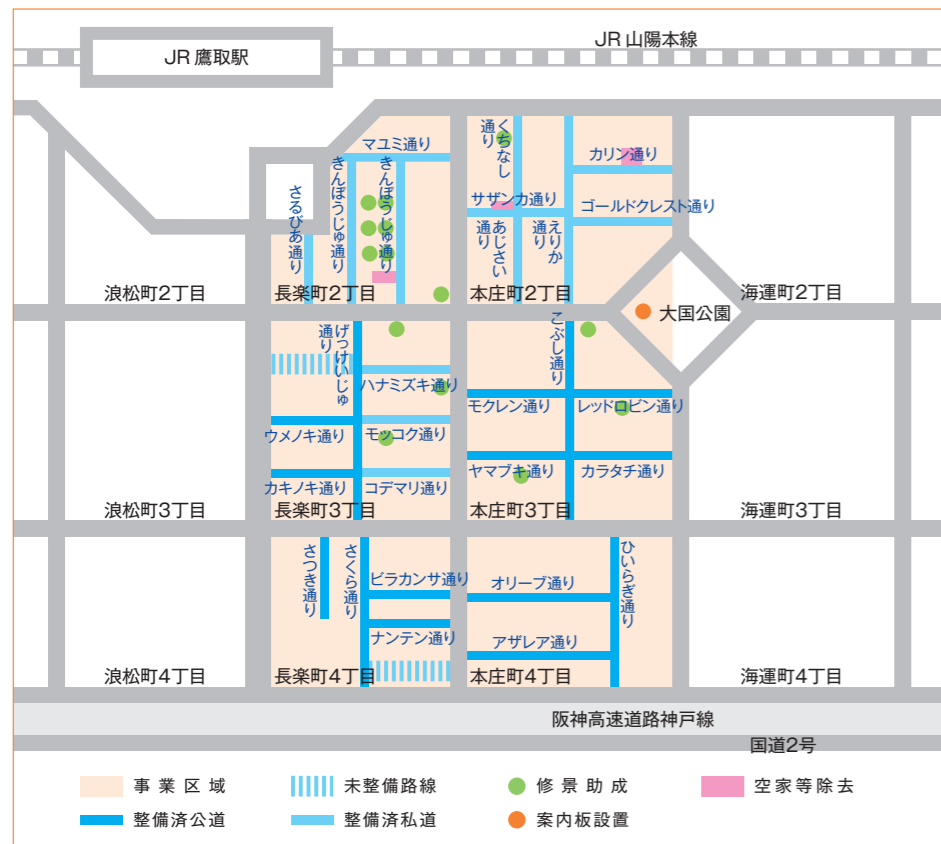 JR山陽本線
JR鷹取駅
マユミ通り
くちなし通り
カリン通り
きんぽうじゅ通り
きんぽうじゅ通り
さるびあ通り
サザンカ通り
ゴールドクレスト通り
あじさい通り
えりか通り
浪松町2丁目
長楽町2丁目
本庄町2丁目
海運町2丁目
大国公園
げっけいじゅ通り
こぶし通り
ハナミズキ通り
モクレン通り
レッドロビン通り
ウメノキ通り
モッコク通り
ヤマブキ通り
カラタチ通り
カキノキ通り
コデマリ通り
浪松町3丁目
長楽町3丁目
本庄町3丁目
海運町3丁目
さつき通り
さくら通り
ひいらぎ通り
ピラカンサ通り
オリーブ通り
ナンテン通り
アザレア通り
浪松町4丁目
長楽町4丁目
本庄町4丁目
海運町4丁目
阪神高速道路神戸線
国道2号
事業区域
未整備路線
修景助成
空家等除去
整備済公道
整備済私道
案内板設置